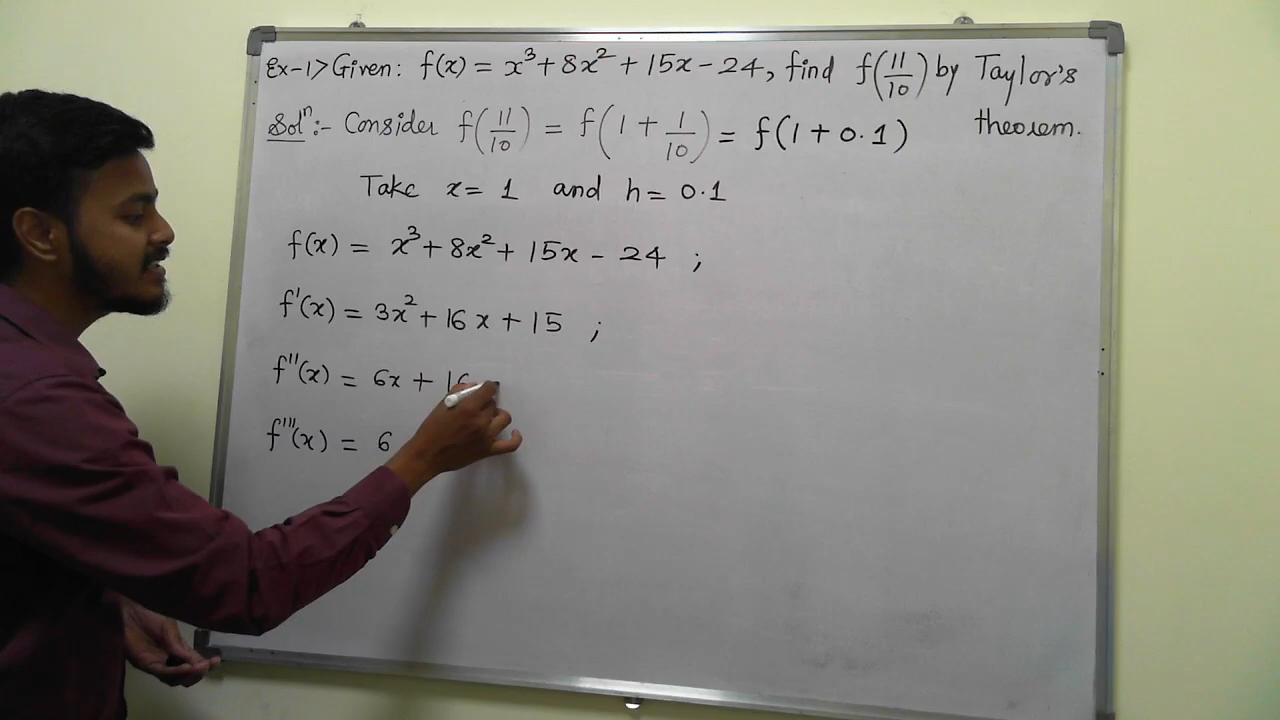 Ex-1> Given: f(x) = x³ + 8x² + 15x - 24, find f(11/10) by Taylor's theorem.
Solⁿ:- Consider f(11/10) = f(1 + 1/10) = f(1 + 0.1)
Take x = 1 and h = 0.1
f(x) = x³ + 8x² + 15x - 24 ;
f'(x) = 3x² + 16x + 15 ;
f''(x) = 6x + 16
f'''(x) = 6